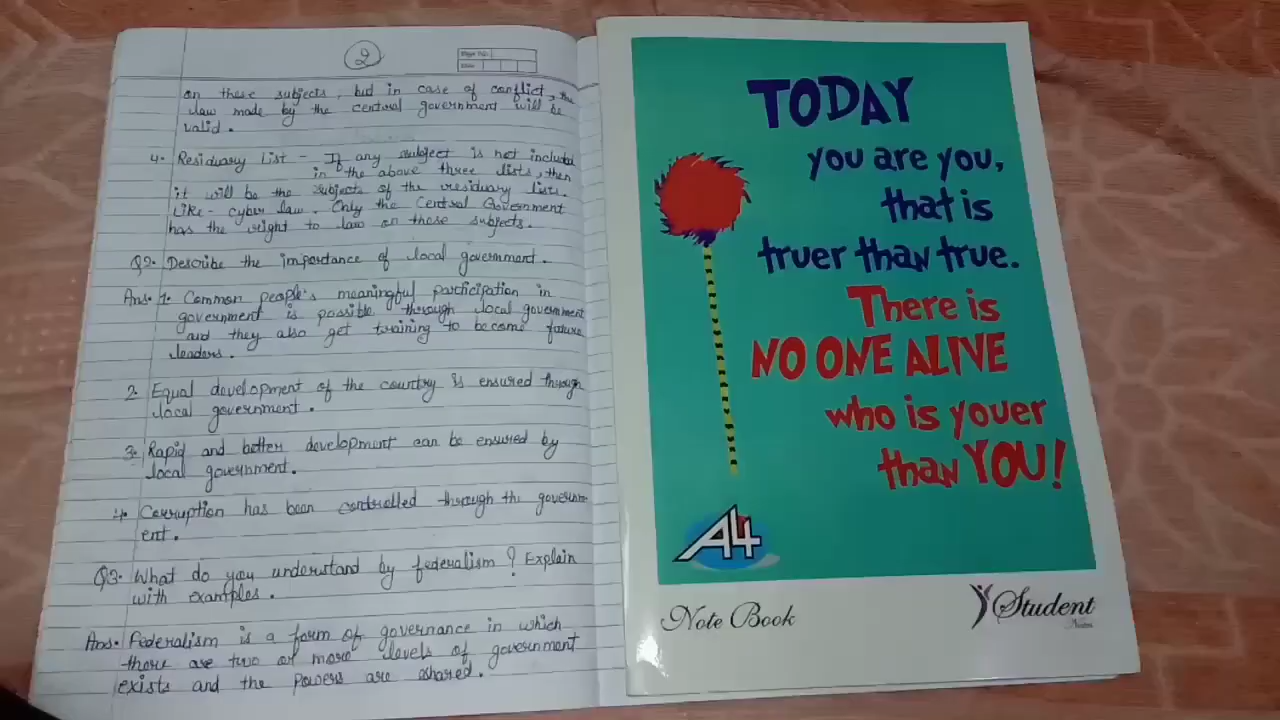 2
Page No.
Date
on these subjects, but in case of conflict, the
law made by the central government will be
valid.
4. Residuary List - If any subject is not included
in the above three lists, then
it will be the subjects of the residuary lists.
Like - cyber law. Only the Central Government
has the right to law on these subjects.
Q2. Describe the importance of local government.
Ans. 1. Common people's meaningful participation in
government is possible through local government
and they also get training to become future
leaders.
2. Equal development of the country is ensured through
local government.
3. Rapid and better development can be ensured by
local government.
4. Corruption has been controlled through the governm-
ent.
Q3. What do you understand by federalism? Explain
with examples.
Ans. Federalism is a form of governance in which
there are two or more levels of government
exists and the powers are shared.
TODAY
you are you,
that is
truer than true.
There is
NO ONE ALIVE
who is youer
than YOU!
A4
Note Book
Student
Notes